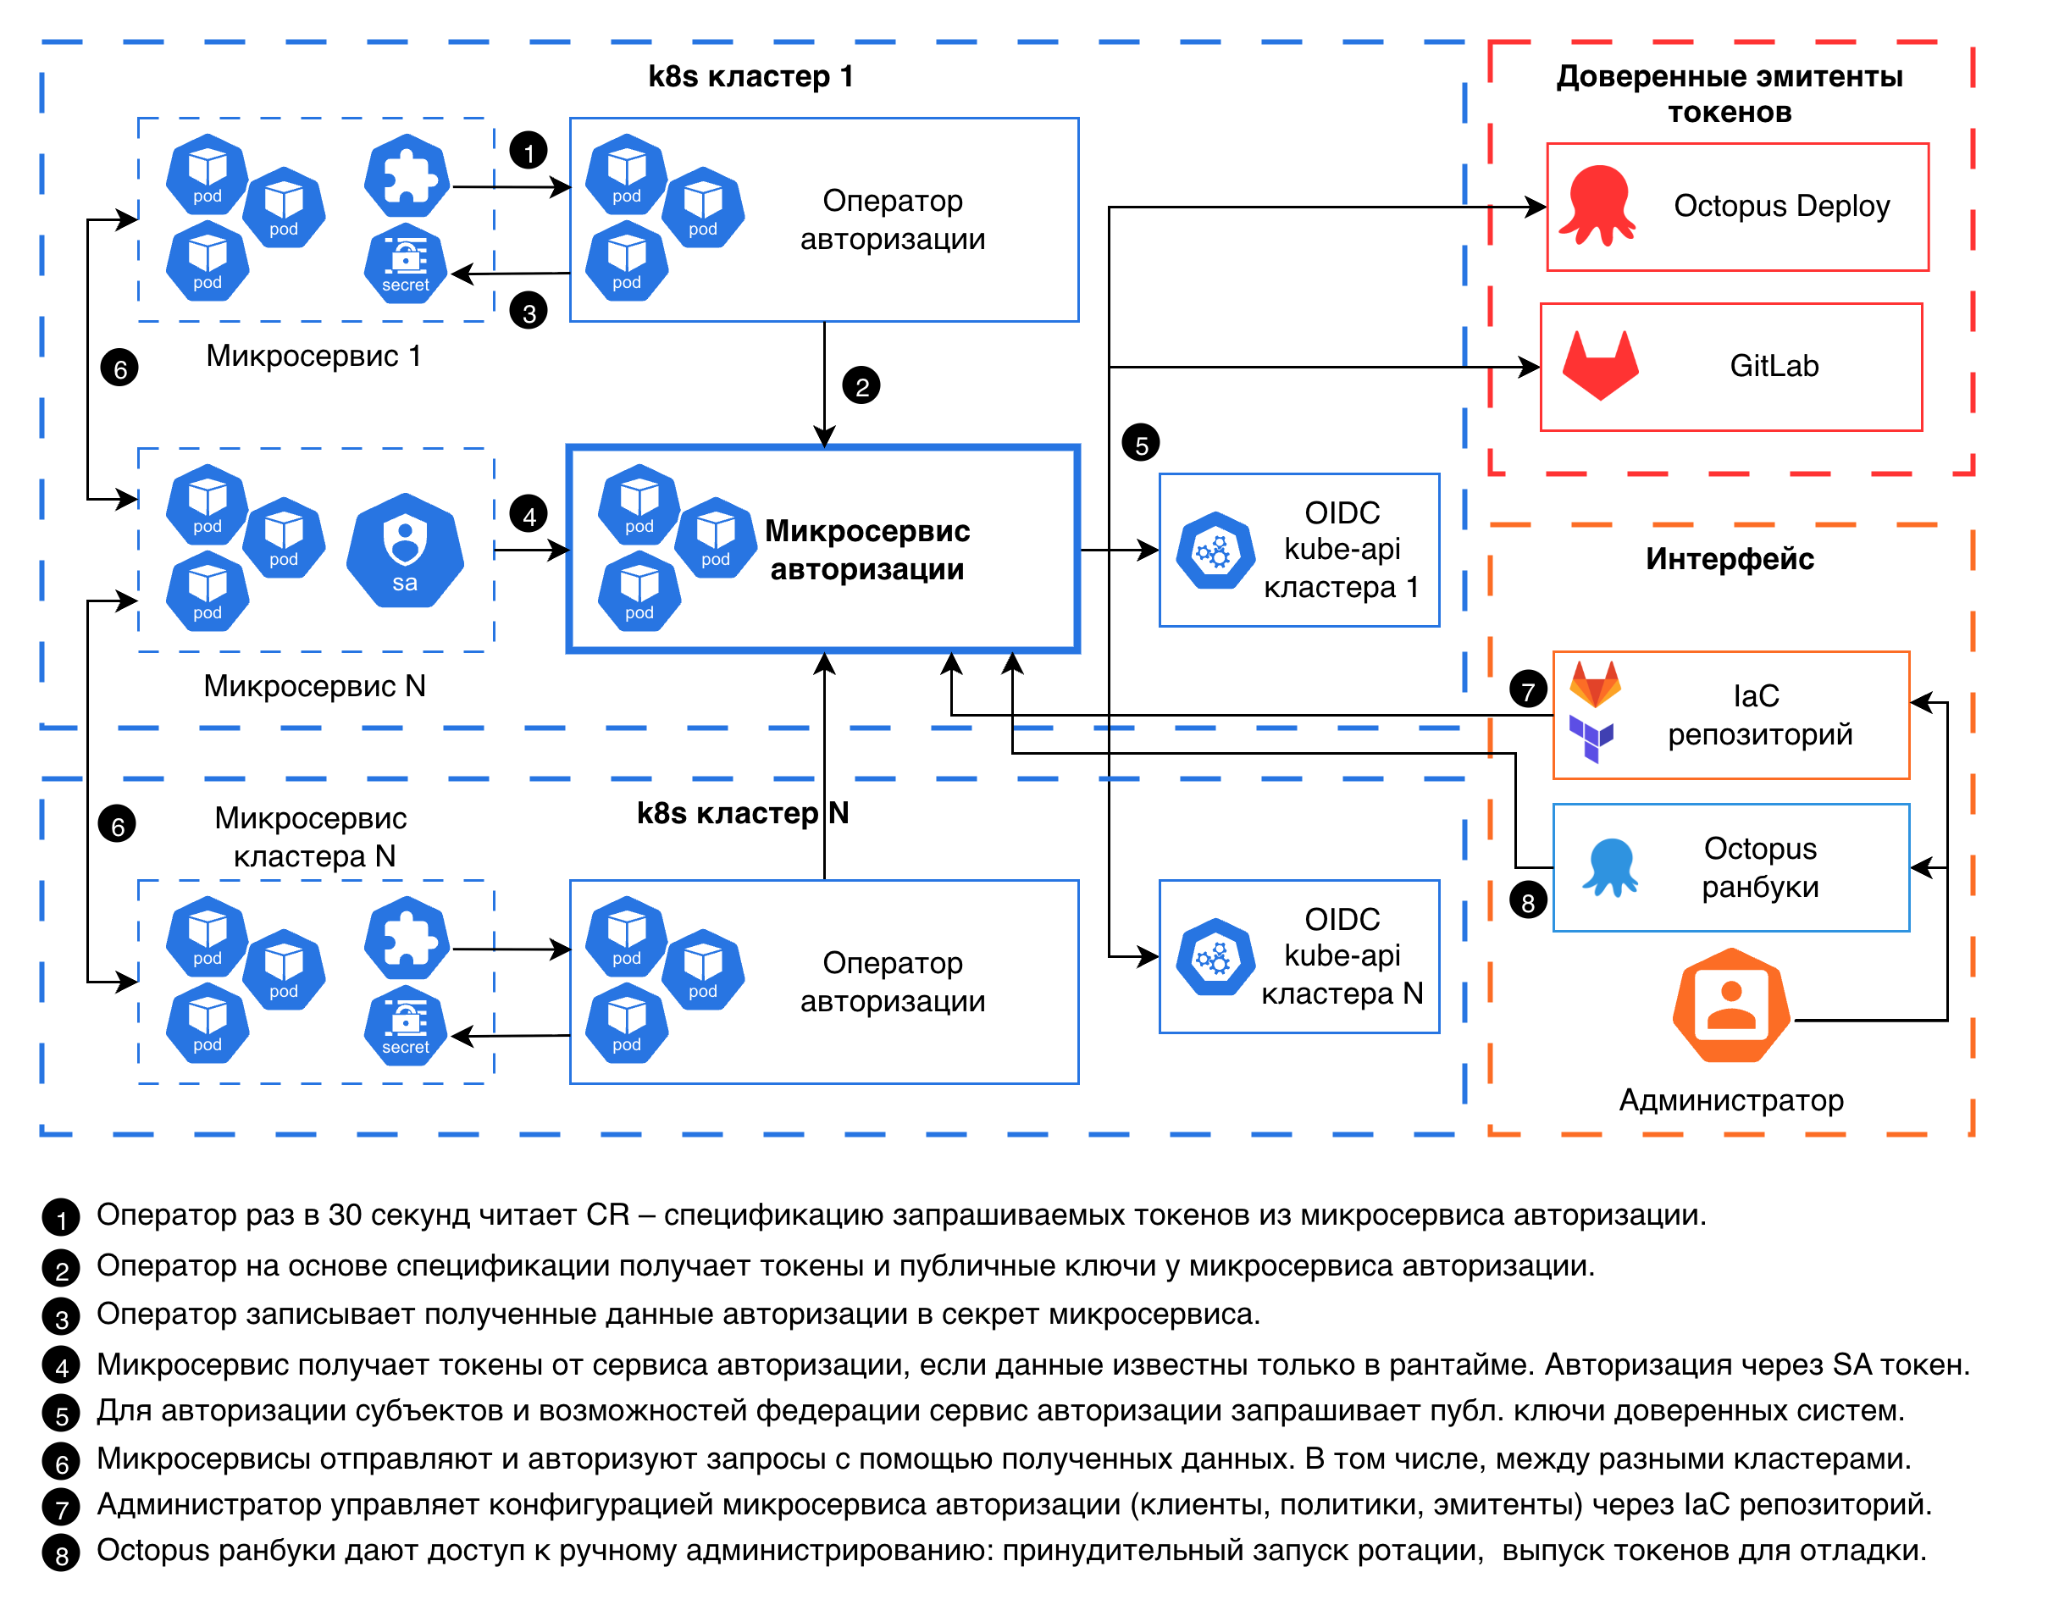 k8s кластер 1
Доверенные эмитенты
токенов
pod
pod
pod
secret
1
3
pod
pod
pod
Оператор
авторизации
Octopus Deploy
Микросервис 1
6
2
GitLab
5
pod
pod
pod
sa
Микросервис N
4
pod
pod
pod
Микросервис
авторизации
OIDC
kube-api
кластера 1
Интерфейс
7
IaC
репозиторий
k8s кластер N
6
Микросервис
кластера N
8
Octopus
ранбуки
pod
pod
pod
secret
pod
pod
pod
Оператор
авторизации
OIDC
kube-api
кластера N
Администратор
1 Оператор раз в 30 секунд читает CR – спецификацию запрашиваемых токенов из микросервиса авторизации.
2 Оператор на основе спецификации получает токены и публичные ключи у микросервиса авторизации.
3 Оператор записывает полученные данные авторизации в секрет микросервиса.
4 Микросервис получает токены от сервиса авторизации, если данные известны только в рантайме. Авторизация через SA токен.
5 Для авторизации субъектов и возможностей федерации сервис авторизации запрашивает публ. ключи доверенных систем.
6 Микросервисы отправляют и авторизуют запросы с помощью полученных данных. В том числе, между разными кластерами.
7 Администратор управляет конфигурацией микросервиса авторизации (клиенты, политики, эмитенты) через IaC репозиторий.
8 Octopus ранбуки дают доступ к ручному администрированию: принудительный запуск ротации,  выпуск токенов для отладки.